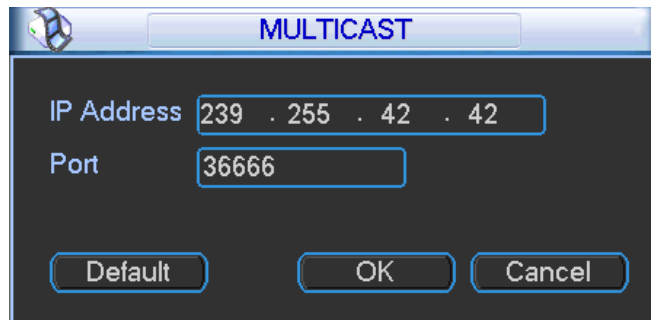 MULTICAST
IP Address 239 . 255 . 42 . 42
Port 36666
Default OK Cancel